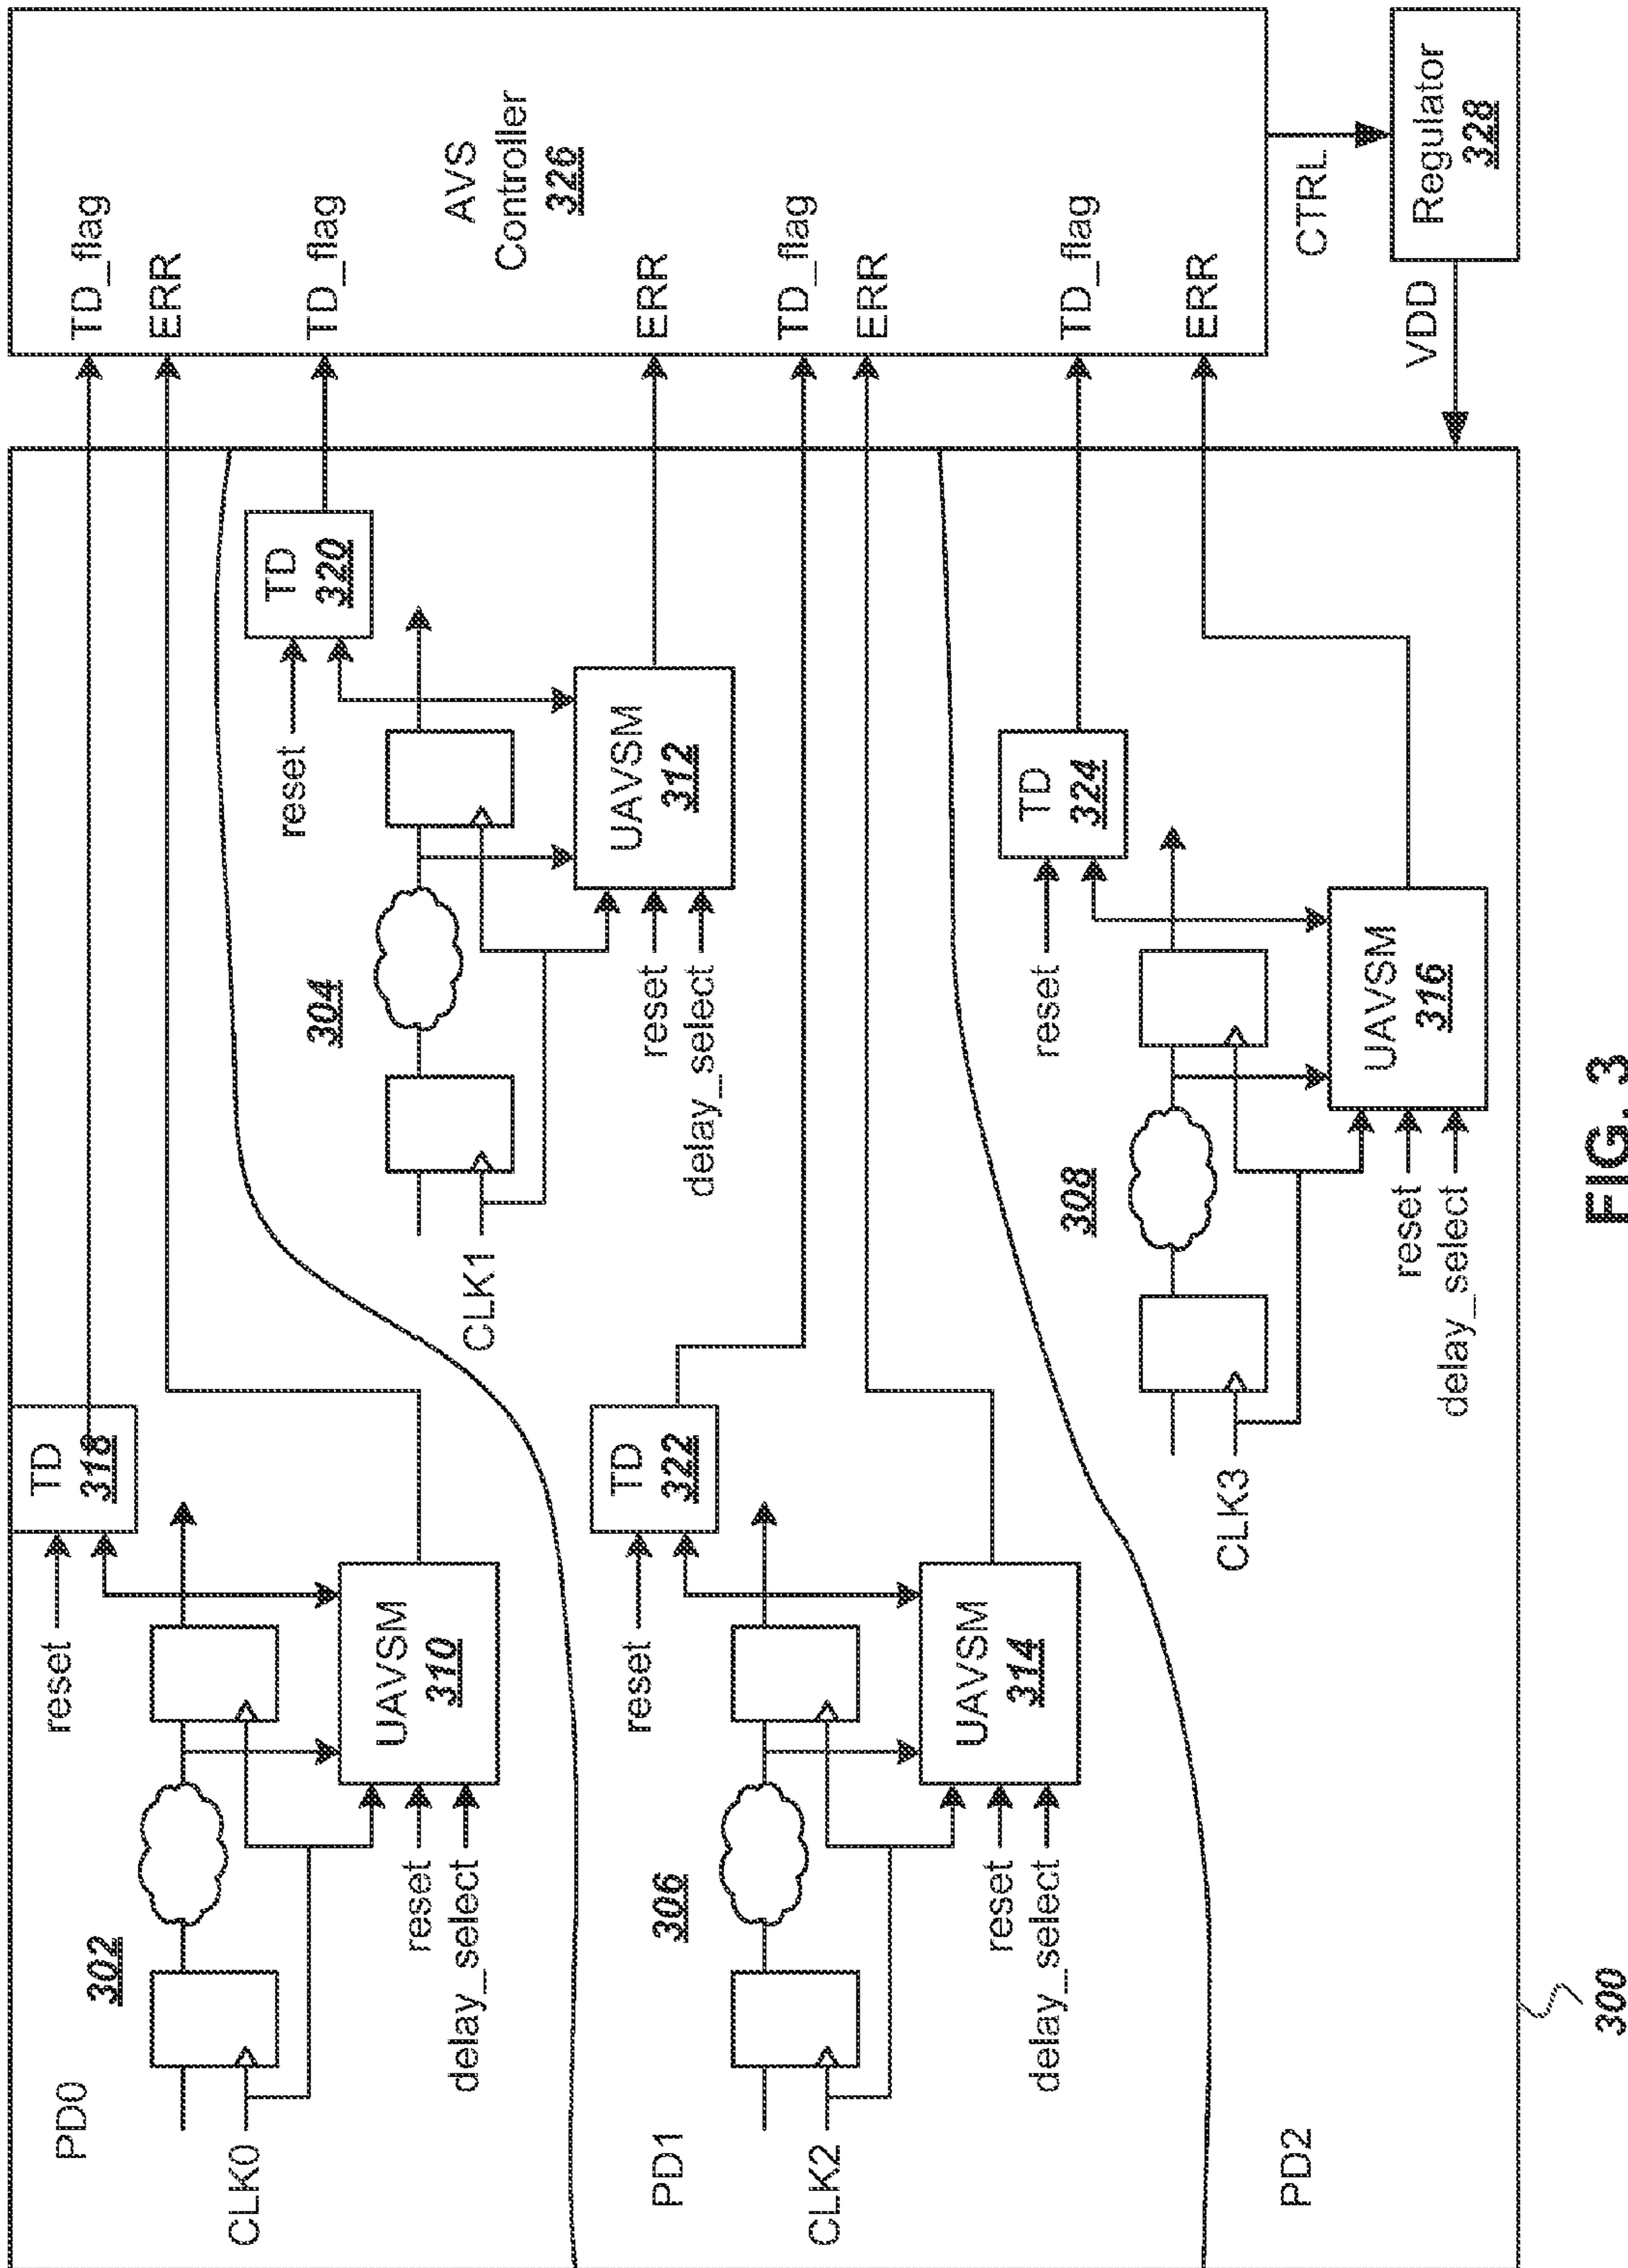 PD0
302
CLK0
reset
TD
318
UAVSM
310
reset
delay_select
304
CLK1
reset
TD
320
UAVSM
312
reset
delay_select
PD1
306
CLK2
reset
TD
322
UAVSM
314
reset
delay_select
PD2
308
CLK3
reset
TD
324
UAVSM
316
reset
delay_select
TD_flag
ERR
TD_flag
AVS
Controller
326
ERR
TD_flag
ERR
TD_flag
ERR
CTRL
VDD
Regulator
328
300
FIG. 3